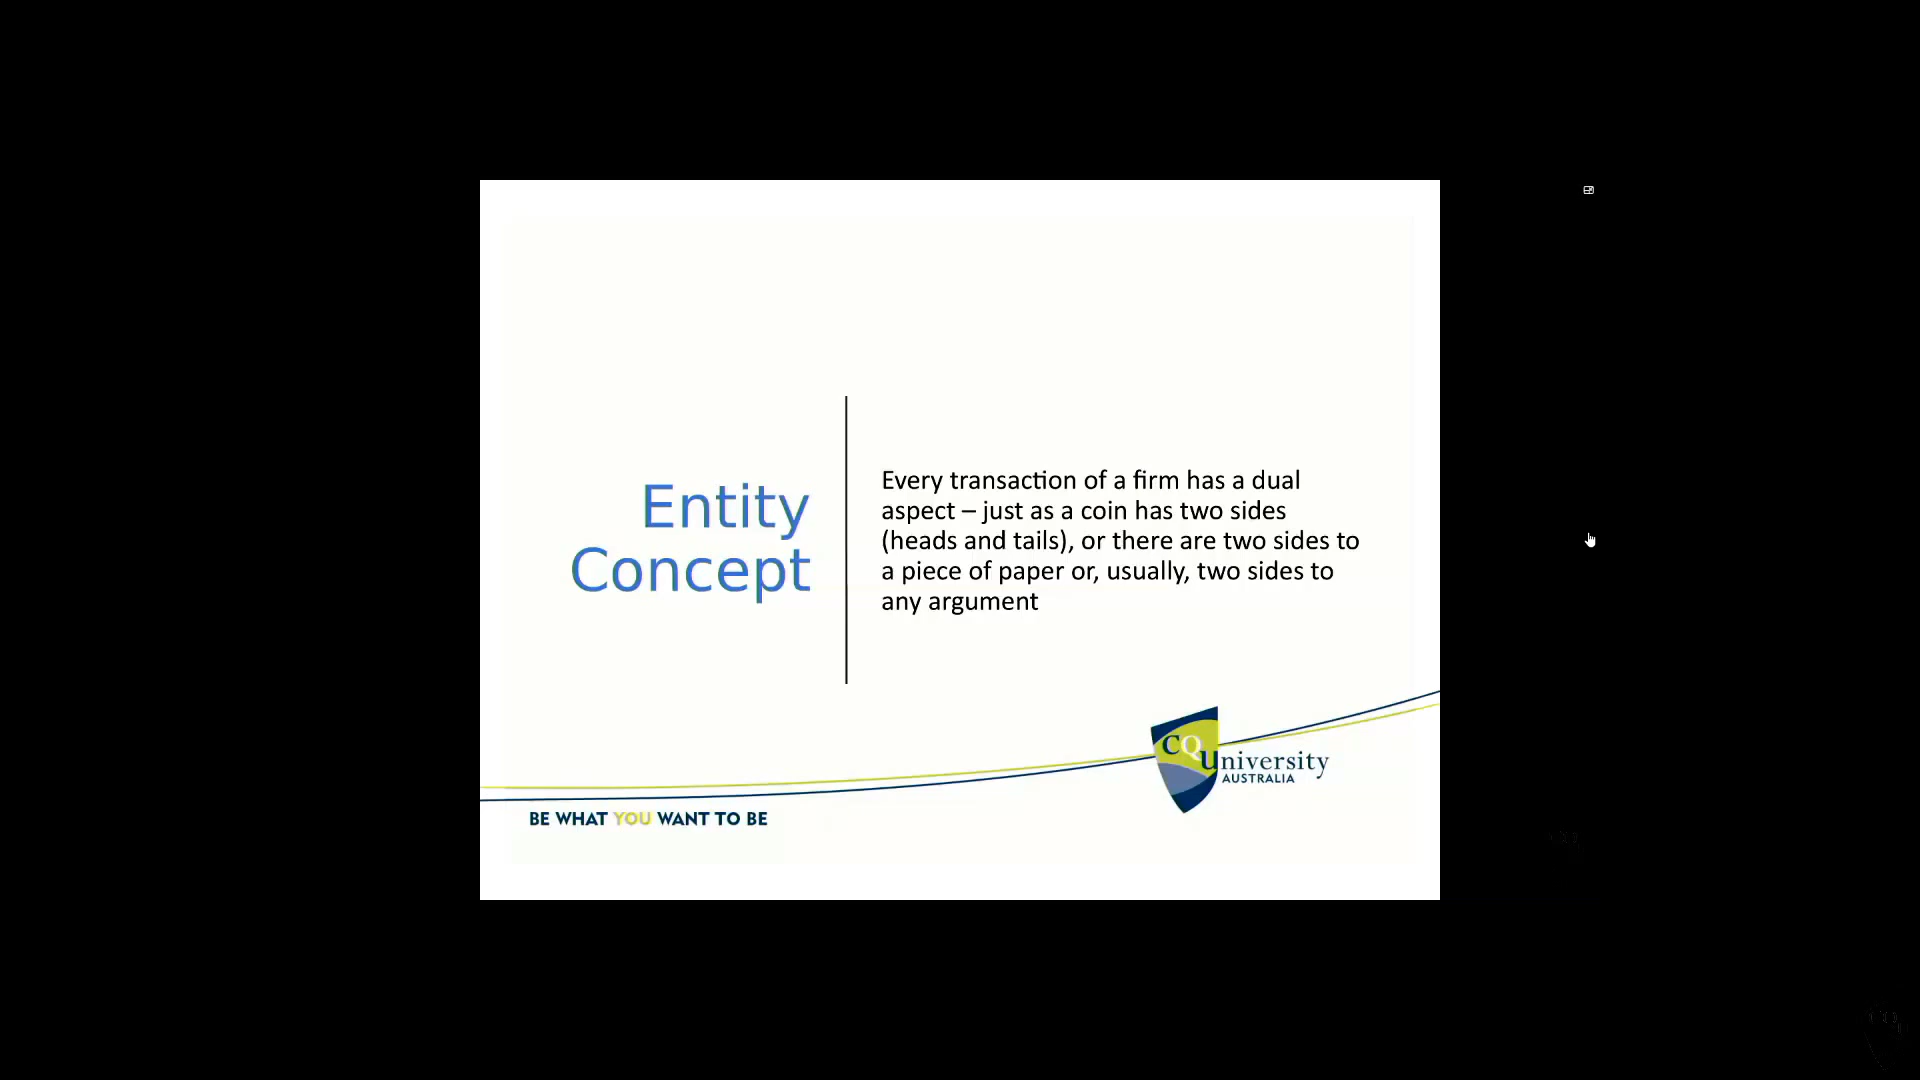 Entity
Concept
Every transaction of a firm has a dual
aspect – just as a coin has two sides
(heads and tails), or there are two sides to
a piece of paper or, usually, two sides to
any argument
CQUniversity
AUSTRALIA
BE WHAT YOU WANT TO BE